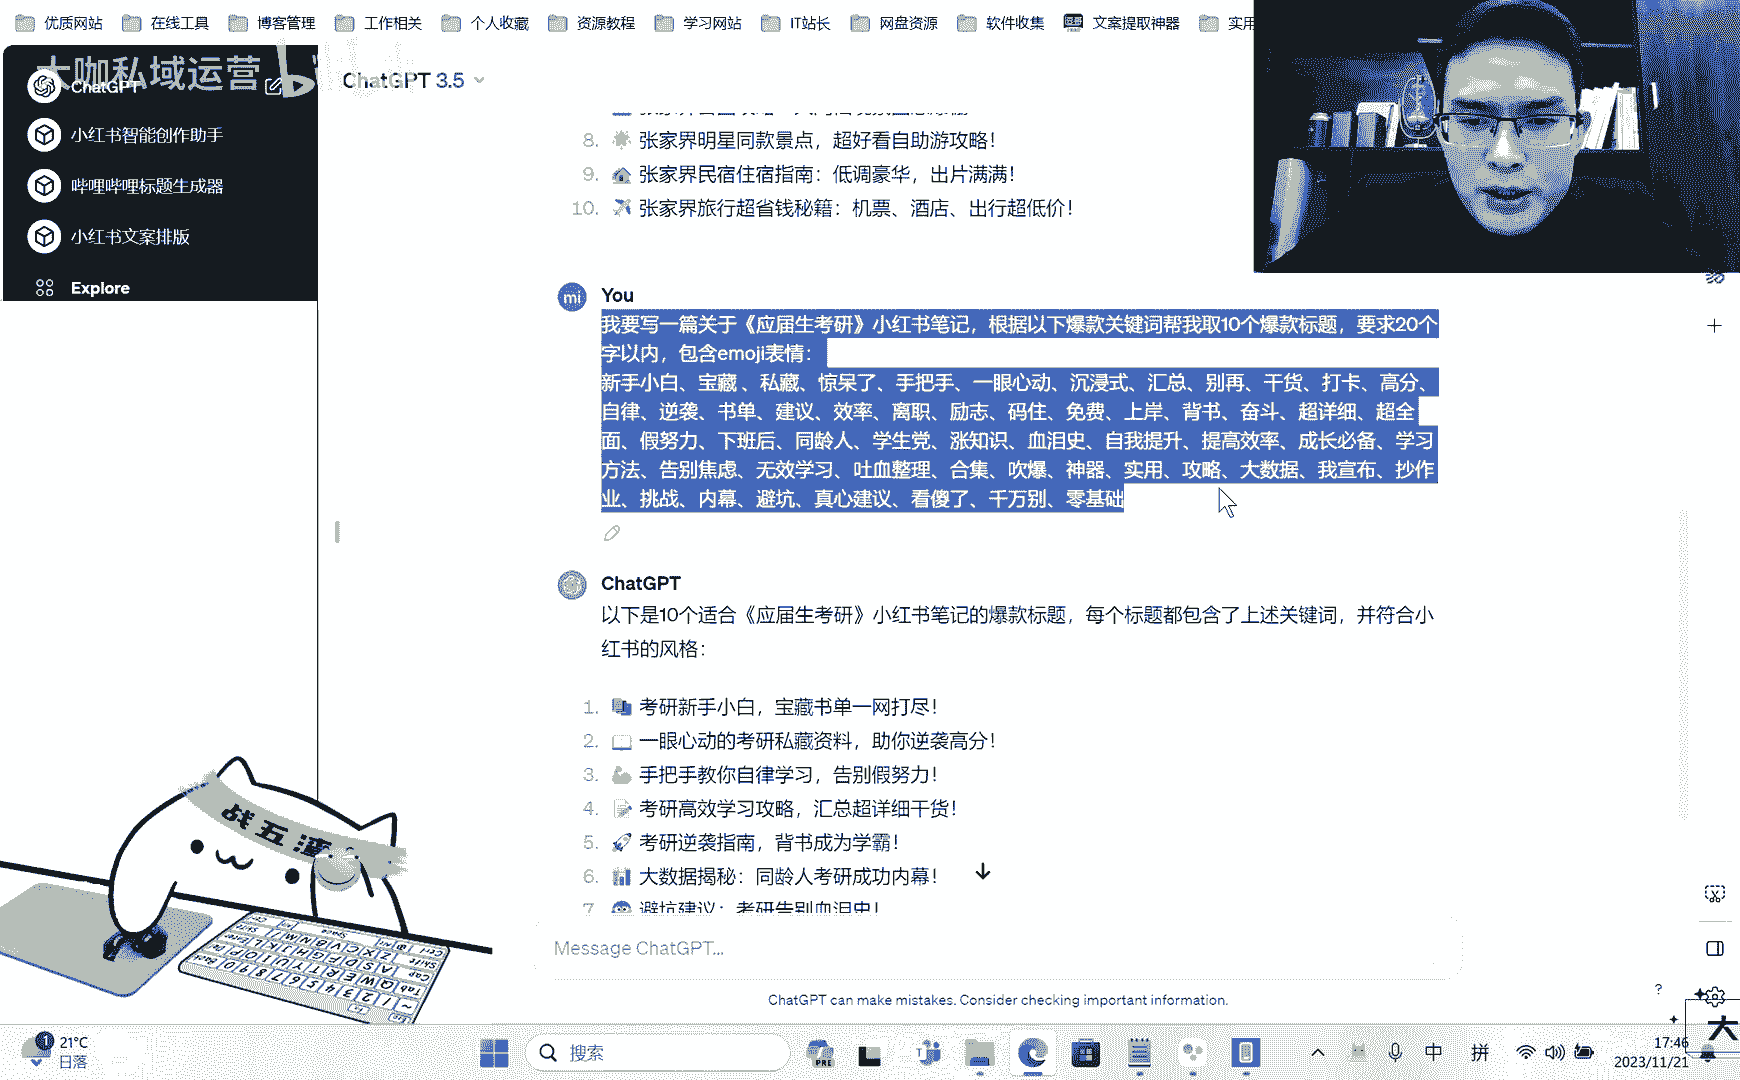 优质网站 在线工具 博客管理 工作相关 个人收藏 资源教程 学习网站 IT站长 网盘资源 软件收集 文案提取神器 实用
大咖私域运营
ChatGPT
小红书智能创作助手
哔哩哔哩标题生成器
小红书文案排版
Explore
ChatGPT 3.5
8. 张家界明星同款景点，超好看自助游攻略！
9. 张家界民宿住宿指南：低调豪华，出片满满！
10. 张家界旅行超省钱秘籍：机票、酒店、出行超低价！
mi You
我要写一篇关于《应届生考研》小红书笔记，根据以下爆款关键词帮我取10个爆款标题，要求20个
字以内，包含emoji表情：
新手小白、宝藏 、私藏、惊呆了、手把手、一眼心动、沉浸式、汇总、别再、干货、打卡、高分、
自律、逆袭、书单、建议、效率、离职、励志、码住、免费、上岸、背书、奋斗、超详细、超全
面、假努力、下班后、同龄人、学生党、涨知识、血泪史、自我提升、提高效率、成长必备、学习
方法、告别焦虑、无效学习、吐血整理、合集、吹爆、神器、实用、攻略、大数据、我宣布、抄作
业、挑战、内幕、避坑、真心建议、看傻了、千万别、零基础
ChatGPT
以下是10个适合《应届生考研》小红书笔记的爆款标题，每个标题都包含了上述关键词，并符合小
红书的风格：
1. 考研新手小白，宝藏书单一网打尽！
2. 一眼心动的考研私藏资料，助你逆袭高分！
3. 手把手教你自律学习，告别假努力！
4. 考研高效学习攻略，汇总超详细干货！
5. 考研逆袭指南，背书成为学霸！
6. 大数据揭秘：同龄人考研成功内幕！
7. 避坑建议：考研告别血泪史！
Message ChatGPT...
ChatGPT can make mistakes. Consider checking important information.
?
战五渣
大
1 21°C
日落
搜索
PRE
中 拼
17:46
2023/11/21